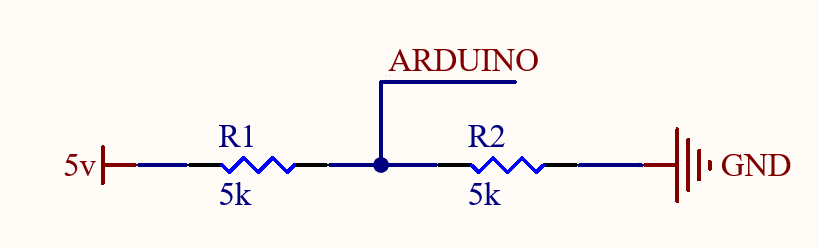 ARDUINO
R1
R2
5v
GND
5k
5k